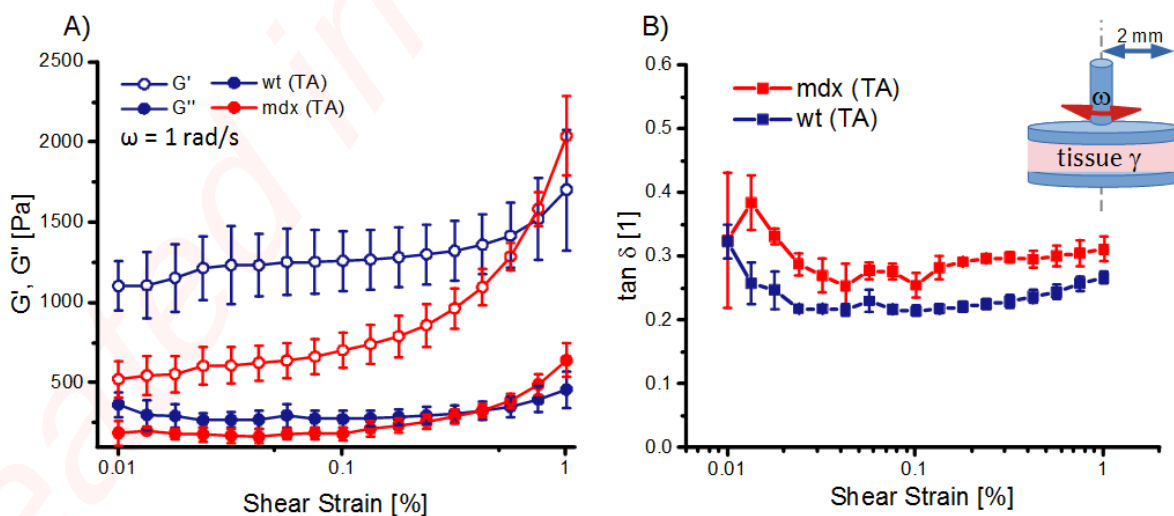 A)
2500
2000
1500
1000
500
G', G'' [Pa]
G' wt (TA)
G'' mdx (TA)
ω = 1 rad/s
0.01 0.1 1
Shear Strain [%]
B)
0.6
0.5
0.4
0.3
0.2
0.1
0.0
tan δ [1]
mdx (TA)
wt (TA)
2 mm
ω
tissue γ
0.01 0.1 1
Shear Strain [%]